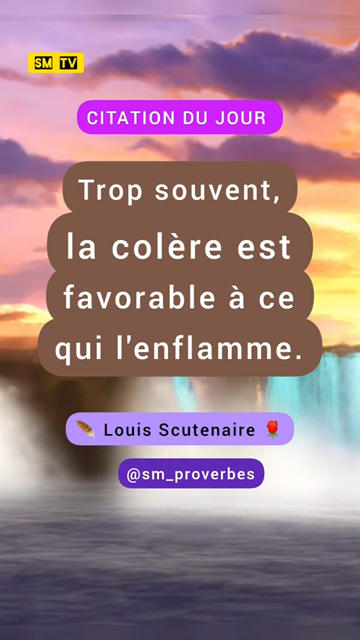 SM TV
CITATION DU JOUR
Trop souvent,
la colère est
favorable à ce
qui l'enflamme.
🪶 Louis Scutenaire 🌹
@sm_proverbes